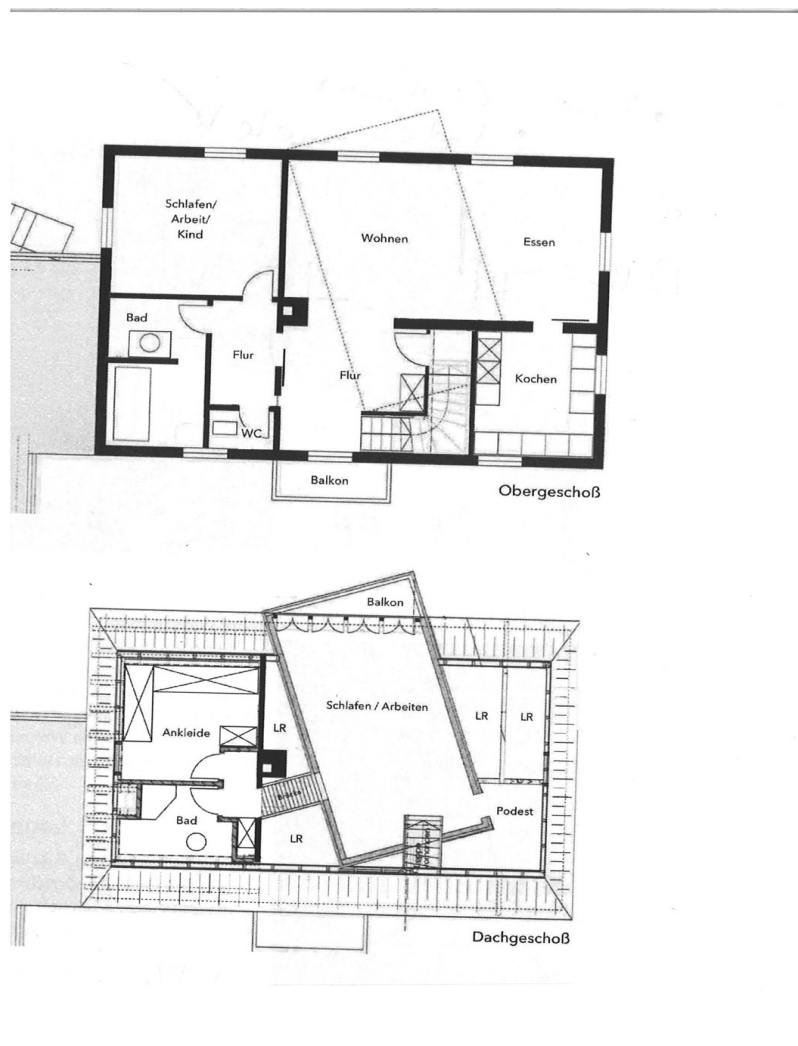 Schlafen/
Arbeit/
Kind
Wohnen
Essen
Bad
Flur
Flur
Kochen
WC
Balkon
Obergeschoß
Balkon
Schlafen / Arbeiten
LR
LR
LR
Ankleide
Brücke
Podest
Bad
LR
Dachgeschoß